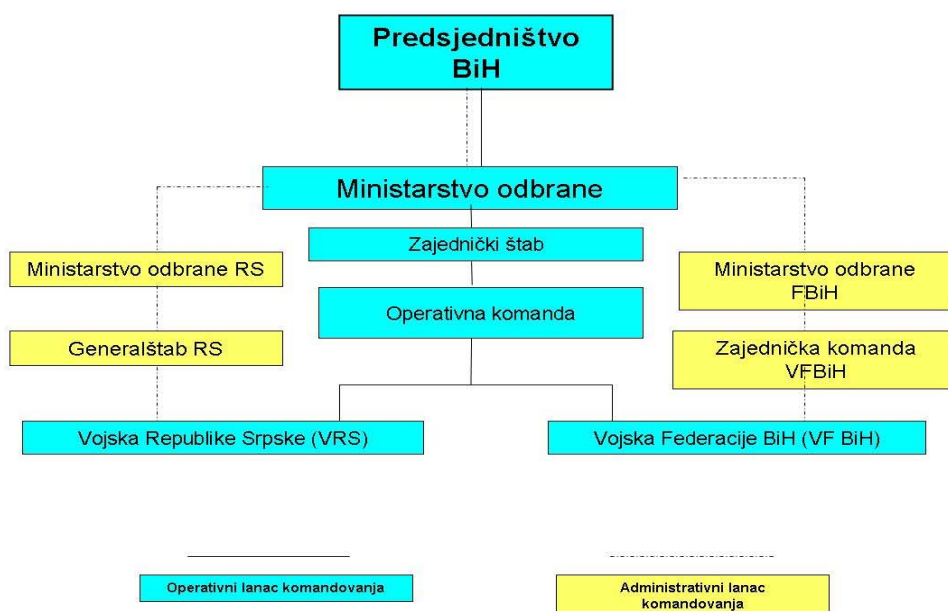 Predsjedništvo
BiH
Ministarstvo odbrane
Zajednički štab
Ministarstvo odbrane RS
Ministarstvo odbrane
FBiH
Operativna komanda
Generalštab RS
Zajednička komanda
VFBiH
Vojska Republike Srpske (VRS)
Vojska Federacije BiH (VF BiH)
Operativni lanac komandovanja
Administrativni lanac
komandovanja